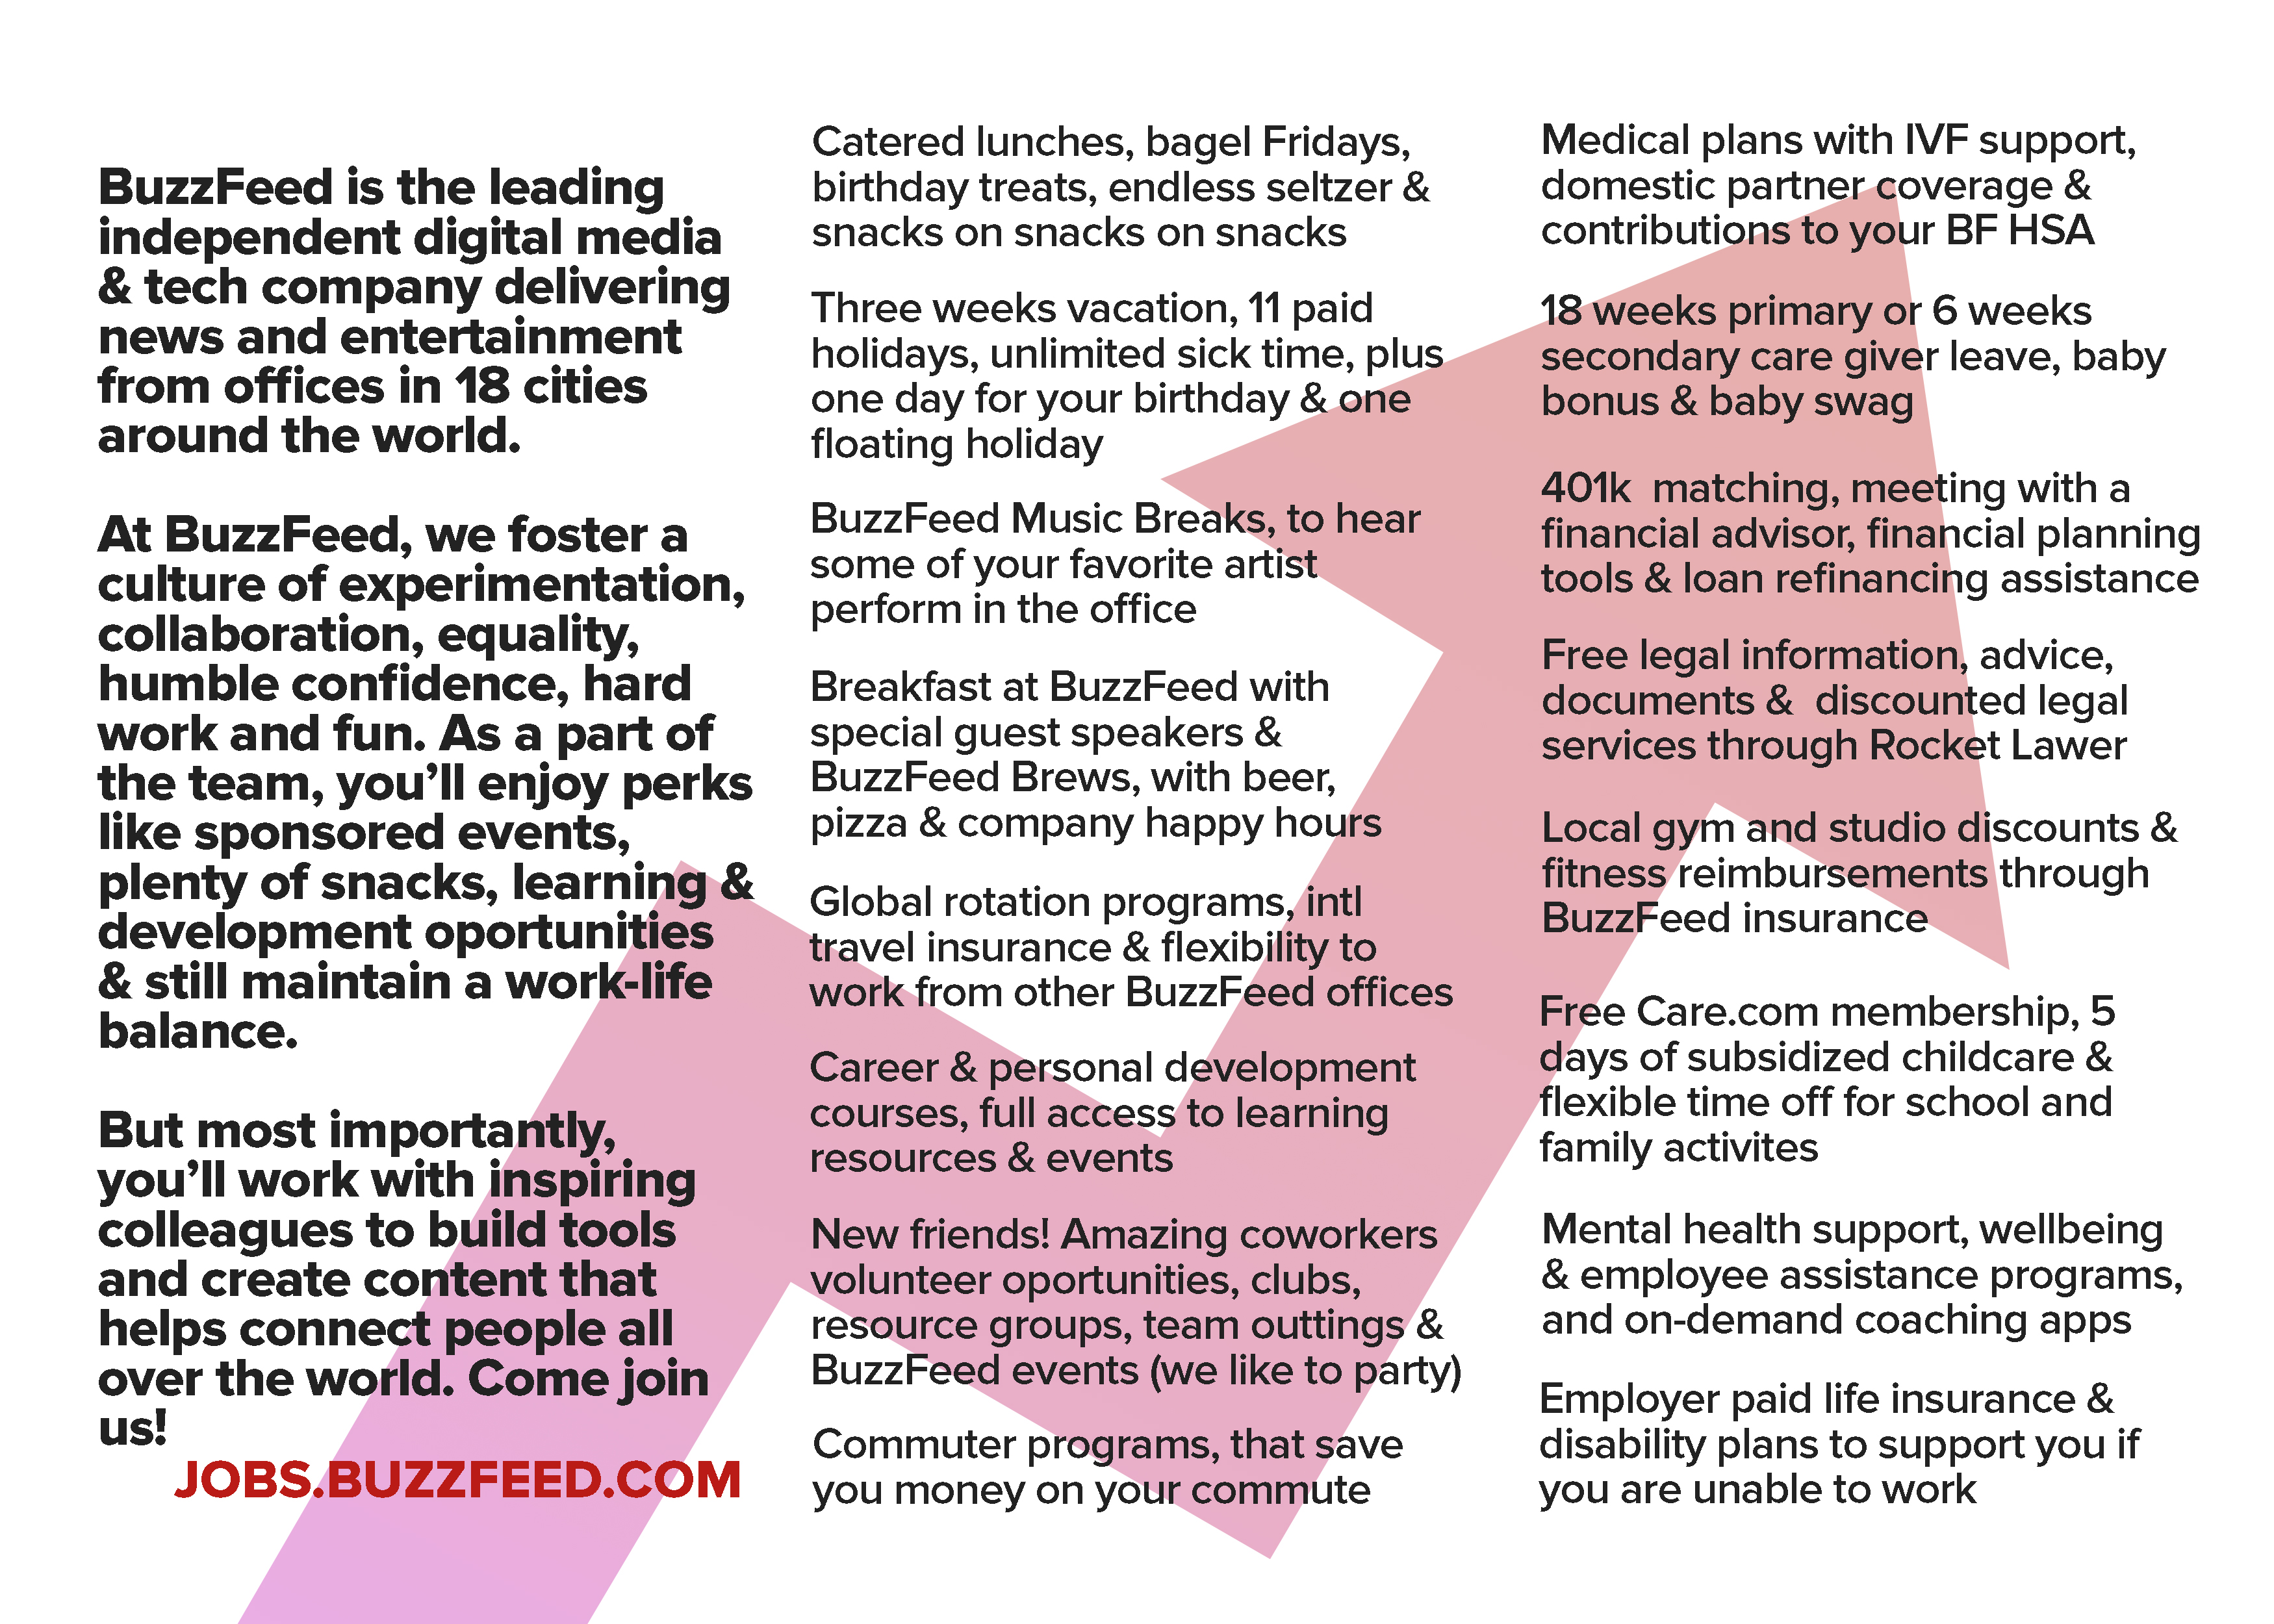 BuzzFeed is the leading
independent digital media
& tech company delivering
news and entertainment
from offices in 18 cities
around the world.
At BuzzFeed, we foster a
culture of experimentation,
collaboration, equality,
humble confidence, hard
work and fun. As a part of
the team, you’ll enjoy perks
like sponsored events,
plenty of snacks, learning &
development oportunities
& still maintain a work-life
balance.
But most importantly,
you’ll work with inspiring
colleagues to build tools
and create content that
helps connect people all
over the world. Come join
us!
JOBS.BUZZFEED.COM
Catered lunches, bagel Fridays,
birthday treats, endless seltzer &
snacks on snacks on snacks
Three weeks vacation, 11 paid
holidays, unlimited sick time, plus
one day for your birthday & one
floating holiday
BuzzFeed Music Breaks, to hear
some of your favorite artist
perform in the office
Breakfast at BuzzFeed with
special guest speakers &
BuzzFeed Brews, with beer,
pizza & company happy hours
Global rotation programs, intl
travel insurance & flexibility to
work from other BuzzFeed offices
Career & personal development
courses, full access to learning
resources & events
New friends! Amazing coworkers
volunteer oportunities, clubs,
resource groups, team outtings &
BuzzFeed events (we like to party)
Commuter programs, that save
you money on your commute
Medical plans with IVF support,
domestic partner coverage &
contributions to your BF HSA
18 weeks primary or 6 weeks
secondary care giver leave, baby
bonus & baby swag
401k matching, meeting with a
financial advisor, financial planning
tools & loan refinancing assistance
Free legal information, advice,
documents & discounted legal
services through Rocket Lawer
Local gym and studio discounts &
fitness reimbursements through
BuzzFeed insurance
Free Care.com membership, 5
days of subsidized childcare &
flexible time off for school and
family activites
Mental health support, wellbeing
& employee assistance programs,
and on-demand coaching apps
Employer paid life insurance &
disability plans to support you if
you are unable to work